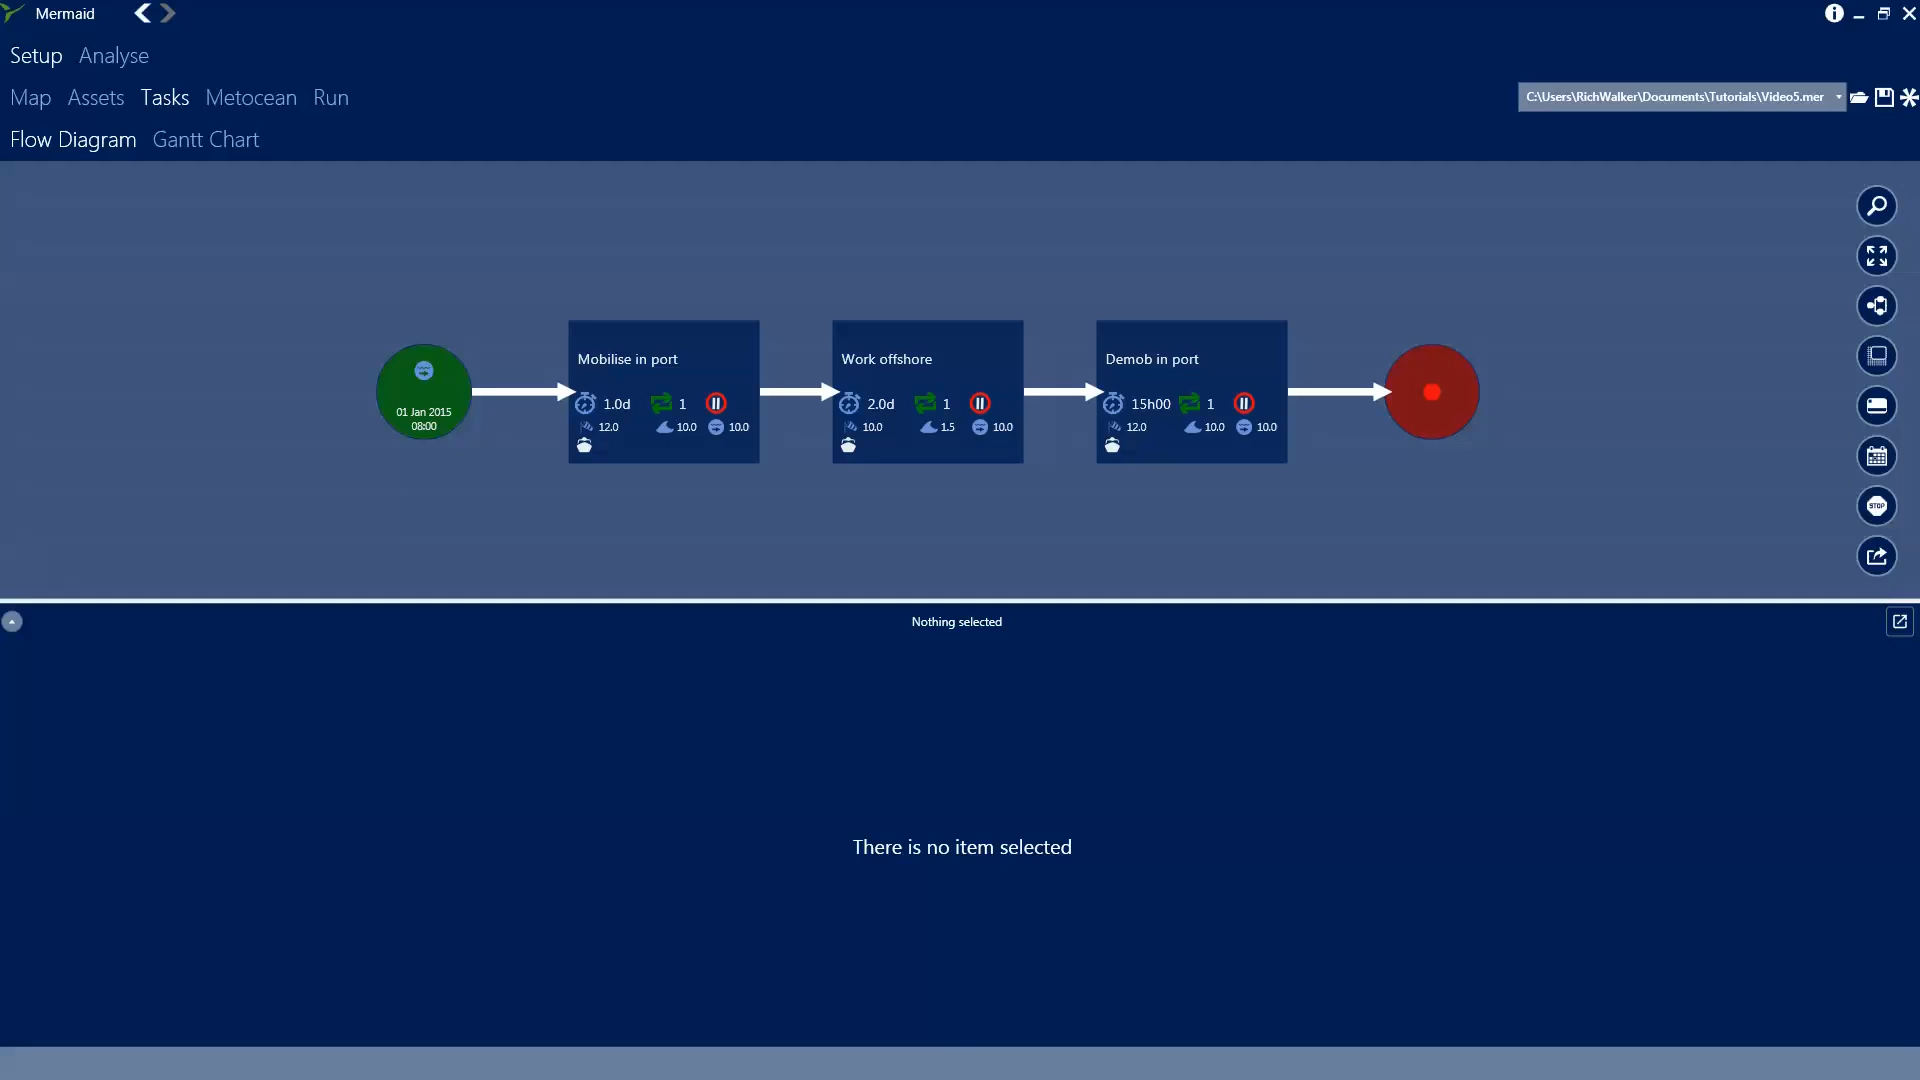 Mermaid
Setup Analyse
Map Assets Tasks Metocean Run
C:\Users\RichWalker\Documents\Tutorials\Video5.mer
Flow Diagram Gantt Chart
01 Jan 2015
08:00
Mobilise in port
1.0d 1
12.0 10.0 10.0
Work offshore
2.0d 1
10.0 1.5 10.0
Demob in port
15h00 1
12.0 10.0 10.0
STOP
Nothing selected
There is no item selected